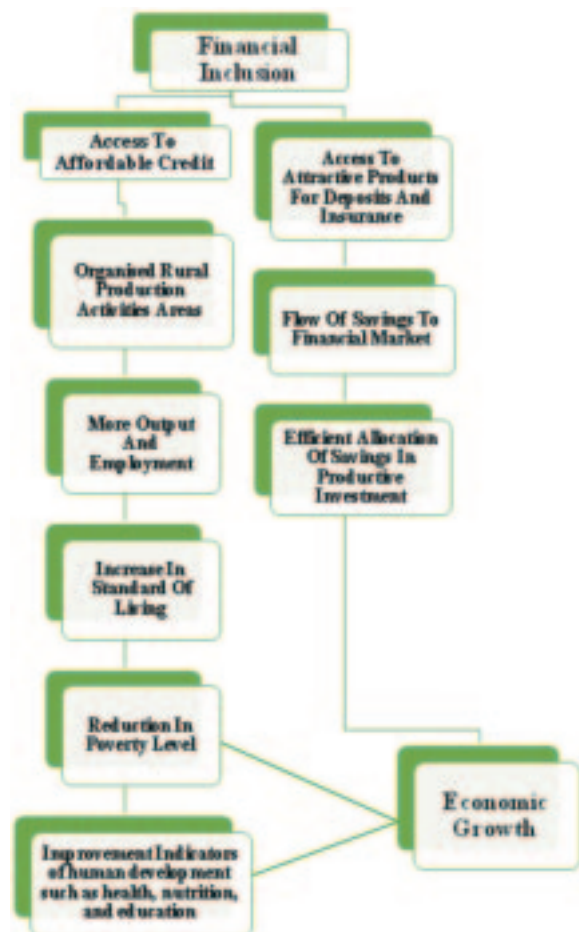 Financial
Inclusion
Access To
Affordable Credit
Organised Rural
Production
Activities Areas
More Output
And
Employment
Increase In
Standard Of
Living
Reduction In
Poverty Level
Improvement Indicators
of human development
such as health, nutrition,
and education
Access To
Attractive Products
For Deposits And
Insurance
Flow Of Savings To
Financial Market
Efficient Allocation
Of Savings In
Productive
Investment
Economic
Growth